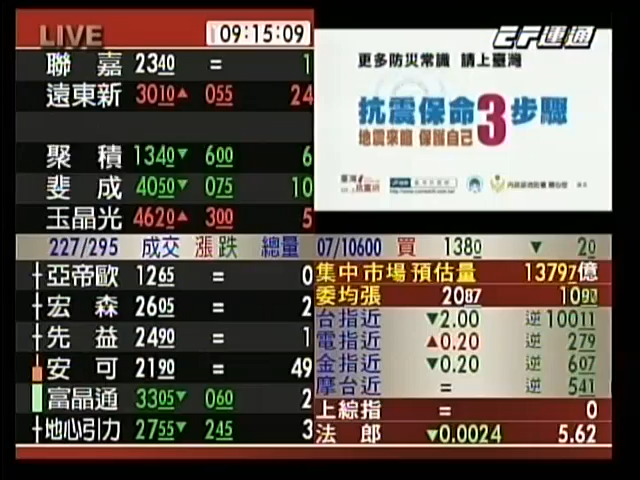 LIVE 09:15:09
聯嘉 2340 = 1
遠東新 3010▲ 055 24
聚積 1340▼ 600 6
斐成 4050▼ 075 10
玉晶光 4620▲ 300 5
227/295 成交 漲跌 總量
亞帝歐 1265 = 0
宏森 2605 = 2
先益 2490 = 1
安可 2190 = 49
富晶通 3305▼ 060 2
地心引力 2755▼ 245 3
更多防災常識 請上臺灣
抗震保命3步驟
地震來臨 保護自己
07/10600 買 1380 ▼ 20
集中市場預估量 13797億
委均張 2087 1090
台指近 ▼2.00 逆 10011
電指近 ▲0.20 逆 279
金指近 ▼0.20 逆 607
摩台近 = 逆 541
上綜指 = 0
法郎 ▼0.0024 5.62